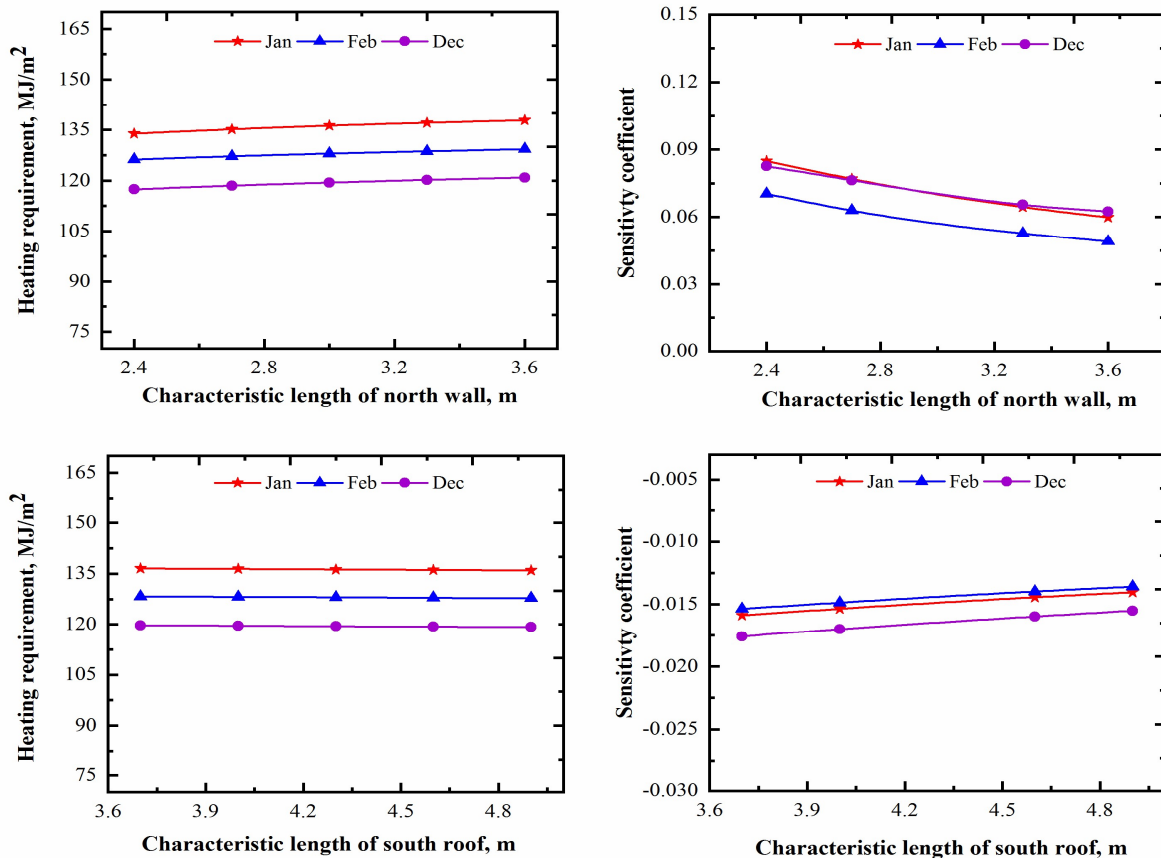 Heating requirement, MJ/m²
165
150
135
120
105
90
75
Jan Feb Dec
2.4 2.8 3.2 3.6
Characteristic length of north wall, m
Sensitivty coefficient
0.15
0.12
0.09
0.06
0.03
0.00
Jan Feb Dec
2.4 2.8 3.2 3.6
Characteristic length of north wall, m
Heating requirement, MJ/m²
165
150
135
120
105
90
75
Jan Feb Dec
3.6 3.9 4.2 4.5 4.8
Characteristic length of south roof, m
Sensitivty coefficient
-0.005
-0.010
-0.015
-0.020
-0.025
-0.030
Jan Feb Dec
3.6 3.9 4.2 4.5 4.8
Characteristic length of south roof, m